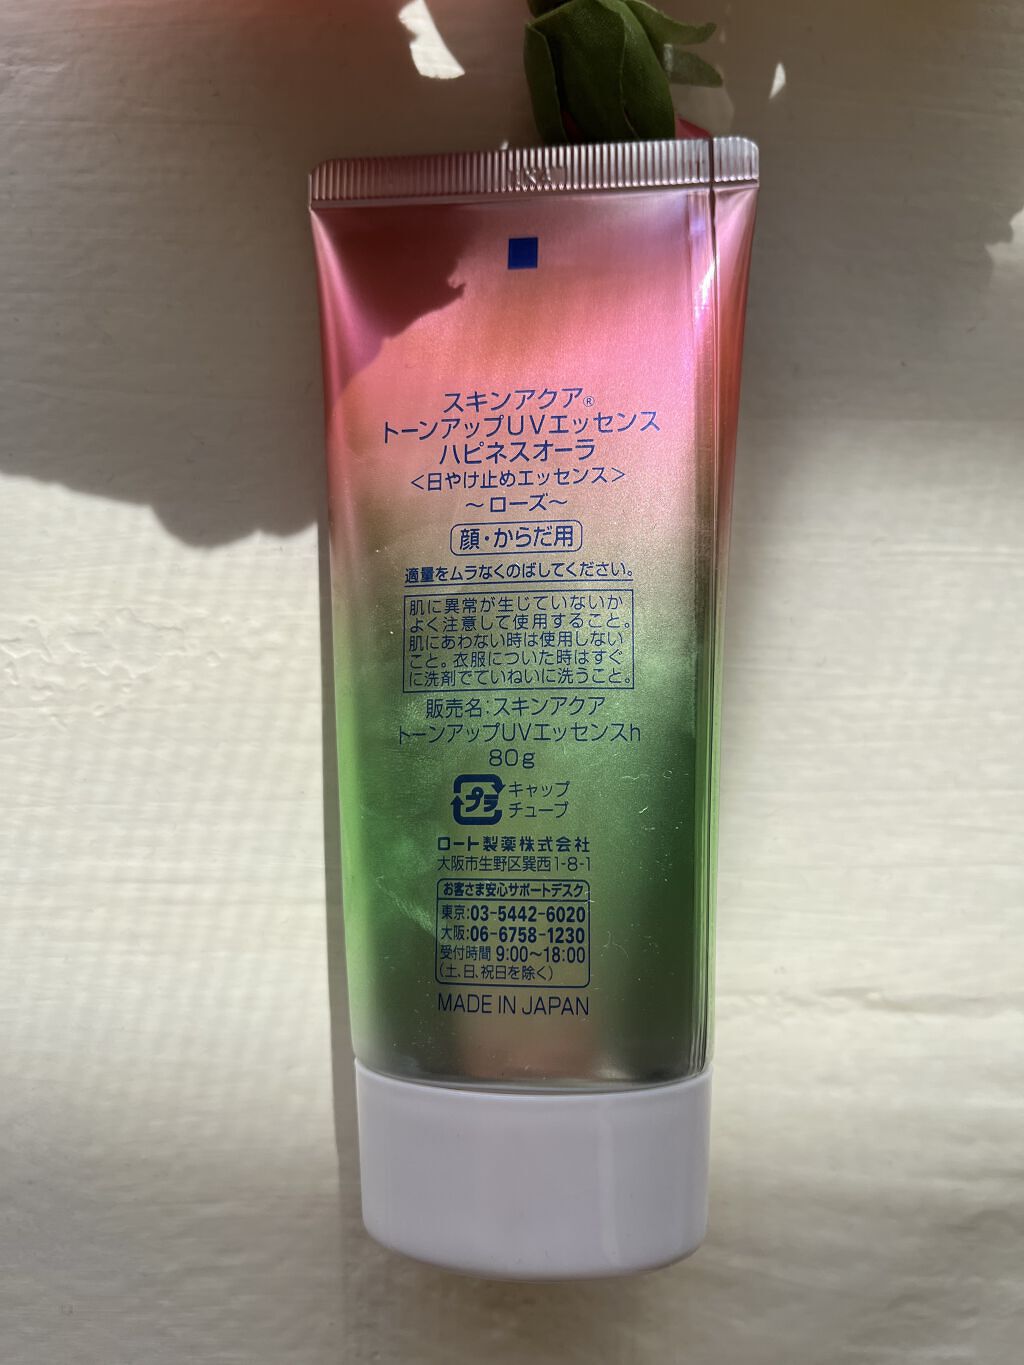 スキンアクア®
トーンアップUVエッセンス
ハピネスオーラ
＜日やけ止めエッセンス＞
～ローズ～
顔・からだ用
適量をムラなくのばしてください。
肌に異常が生じていないか
よく注意して使用すること。
肌にあわない時は使用しない
こと。衣服についた時はすぐ
に洗剤でていねいに洗うこと。
販売名:スキンアクア
トーンアップUVエッセンスh
80g
プラ
キャップ
チューブ
ロート製薬株式会社
大阪市生野区巽西1-8-1
お客さま安心サポートデスク
東京:03-5442-6020
大阪:06-6758-1230
受付時間 9:00～18:00
(土、日、祝日を除く)
MADE IN JAPAN